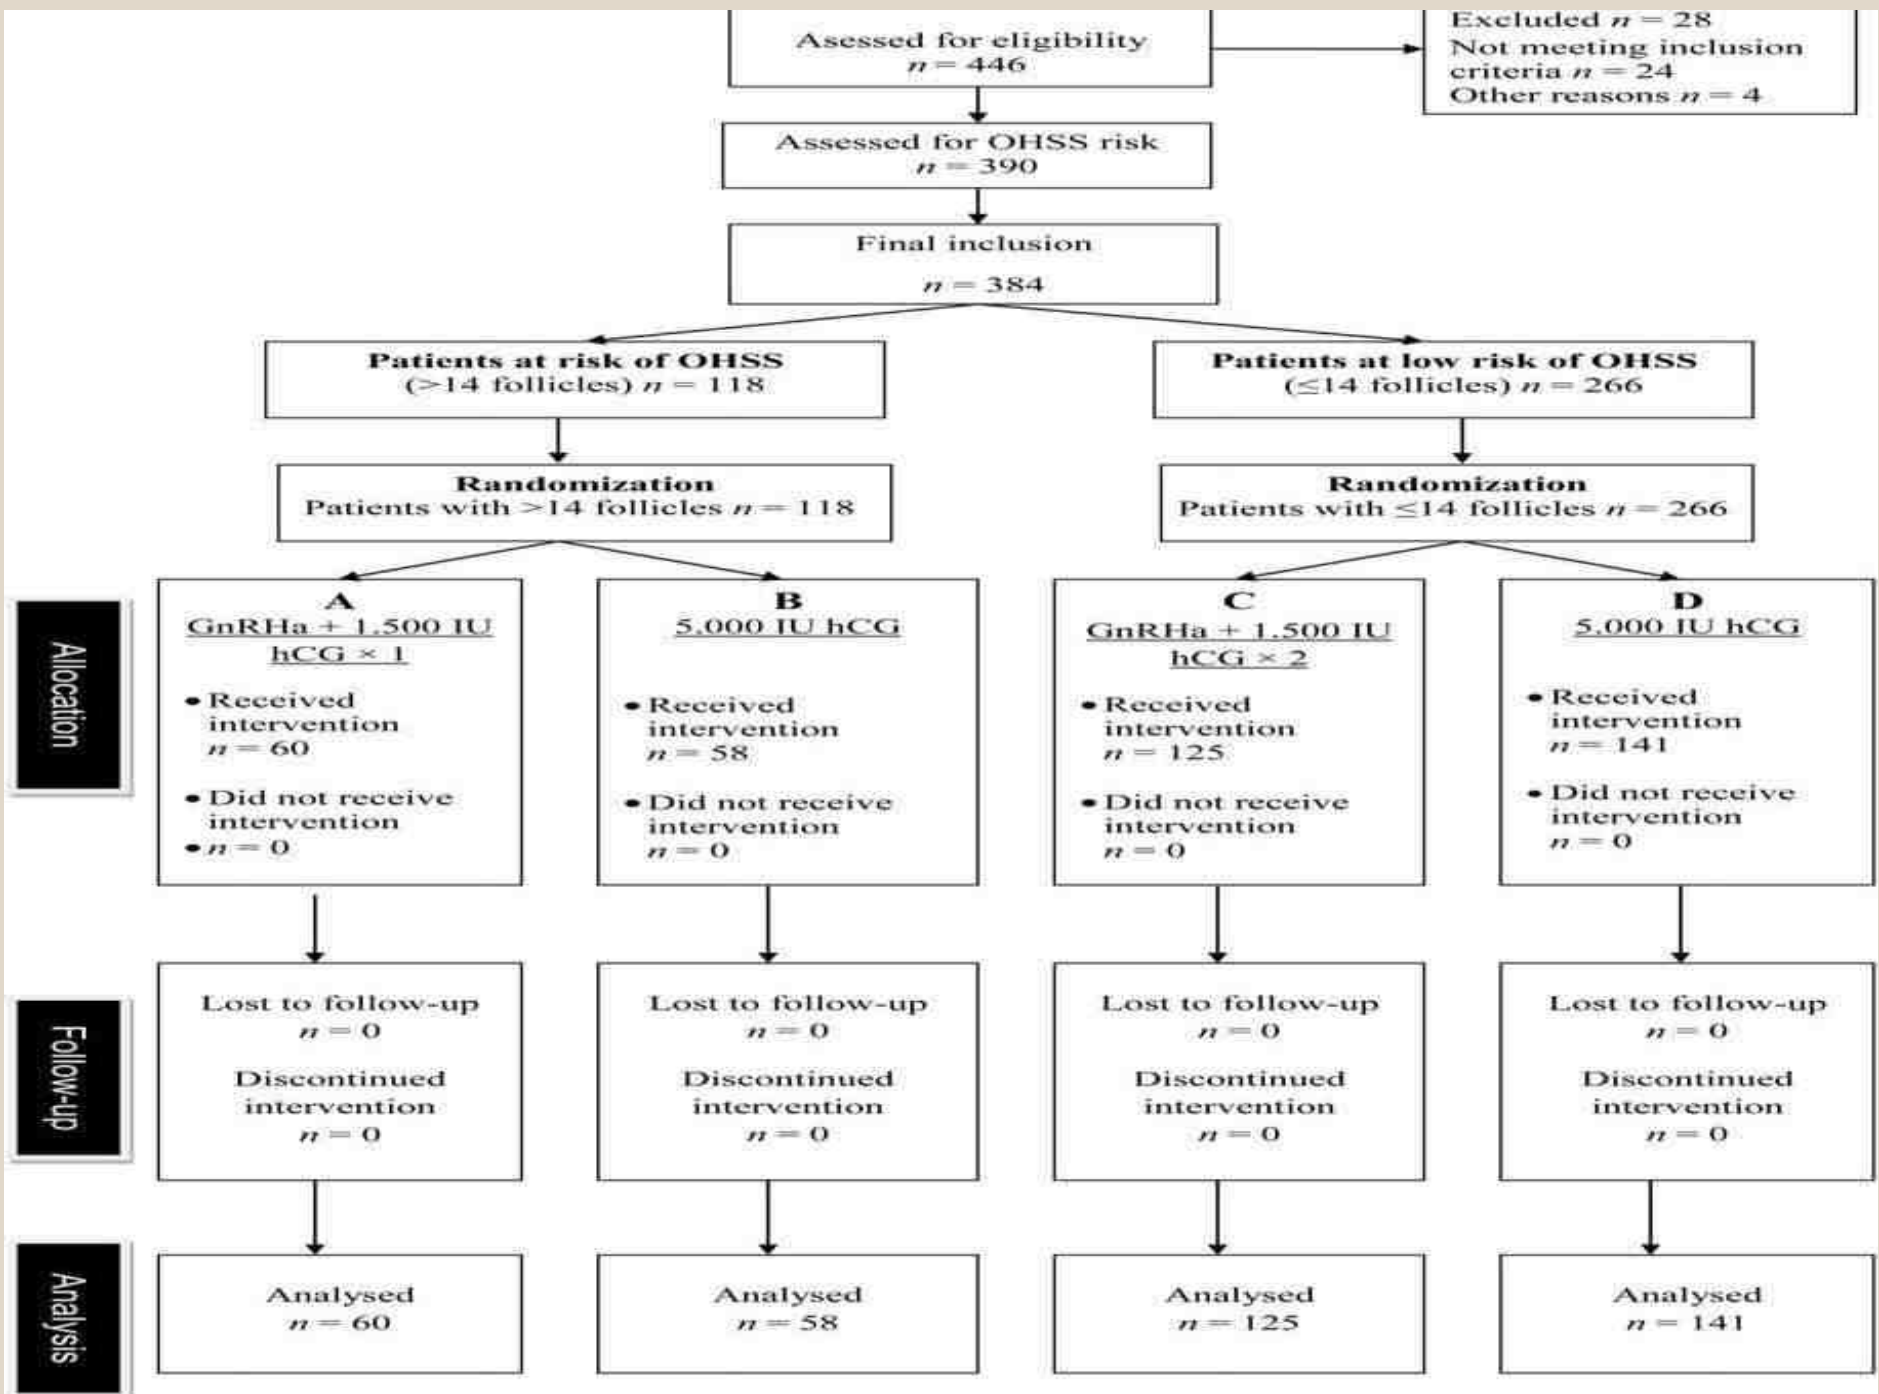 Asessed for eligibility
n = 446
Excluded n = 28
Not meeting inclusion
criteria n = 24
Other reasons n = 4
Assessed for OHSS risk
n = 390
Final inclusion
n = 384
Patients at risk of OHSS
(>14 follicles) n = 118
Patients at low risk of OHSS
(≤14 follicles) n = 266
Randomization
Patients with >14 follicles n = 118
Randomization
Patients with ≤14 follicles n = 266
Allocation
A
GnRHa + 1.500 IU
hCG × 1
• Received
intervention
n = 60
• Did not receive
intervention
• n = 0
B
5.000 IU hCG
• Received
intervention
n = 58
• Did not receive
intervention
n = 0
C
GnRHa + 1.500 IU
hCG × 2
• Received
intervention
n = 125
• Did not receive
intervention
n = 0
D
5.000 IU hCG
• Received
intervention
n = 141
• Did not receive
intervention
n = 0
Follow-up
Lost to follow-up
n = 0
Discontinued
intervention
n = 0
Lost to follow-up
n = 0
Discontinued
intervention
n = 0
Lost to follow-up
n = 0
Discontinued
intervention
n = 0
Lost to follow-up
n = 0
Discontinued
intervention
n = 0
Analysis
Analysed
n = 60
Analysed
n = 58
Analysed
n = 125
Analysed
n = 141